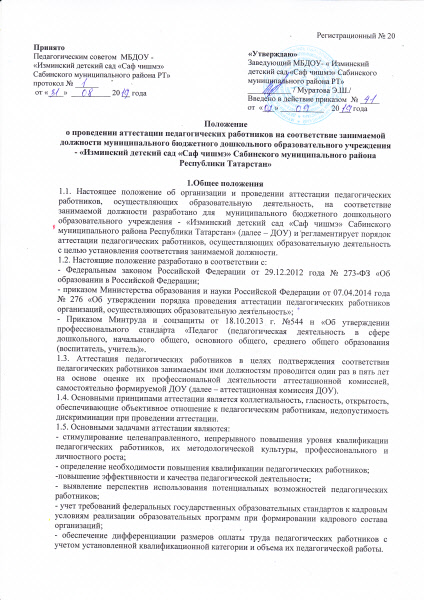 Регистрационный № 20
Принято
Педагогическим советом МБДОУ -
«Изминский детский сад «Саф чишмэ»
Сабинского муниципального района РТ»
протокол № 1
от « 31 » 08 2019 года
«Утверждаю»
Заведующий МБДОУ- « Изминский
детский сад «Саф чишмэ» Сабинского
муниципального района РТ»
/ Муратова Э.Ш./
Введено в действие приказом №
от « » 09 2019 года
Положение
о проведении аттестации педагогических работников на соответствие занимаемой
должности муниципального бюджетного дошкольного образовательного учреждения
- «Изминский детский сад «Саф чишмэ» Сабинского муниципального района
Республики Татарстан»
1.Общее положения
1.1. Настоящее положение об организации и проведении аттестации педагогических
работников, осуществляющих образовательную деятельность, на соответствие
занимаемой должности разработано для муниципального бюджетного дошкольного
образовательного учреждения - «Изминский детский сад «Саф чишмэ» Сабинского
муниципального района Республики Татарстан» (далее – ДОУ) и регламентирует порядок
аттестации педагогических работников, осуществляющих образовательную деятельность
с целью установления соответствия занимаемой должности.
1.2. Настоящие положение разработано в соответствии с:
- Федеральным законом Российской Федерации от 29.12.2012 года № 273-ФЗ «Об
образовании в Российской Федерации;
- приказом Министерства образования и науки Российской Федерации от 07.04.2014 года
№ 276 «Об утверждении порядка проведения аттестации педагогических работников
организаций, осуществляющих образовательную деятельность»;
- Приказом Минтруда и соцзащиты от 18.10.2013 г. №544 н «Об утверждении
профессионального стандарта «Педагог (педагогическая деятельность в сфере
дошкольного, начального общего, основного общего, среднего общего образования
(воспитатель, учитель)».
1.3. Аттестация педагогических работников в целях подтверждения соответствия
педагогических работников занимаемым ими должностям проводится один раз в пять лет
на основе оценке их профессиональной деятельности аттестационной комиссией,
самостоятельно формируемой ДОУ (далее – аттестационная комиссия ДОУ).
1.4. Основными принципами аттестации является коллегиальность, гласность, открытость,
обеспечивающие объективное отношение к педагогическим работникам, недопустимость
дискриминации при проведении аттестации.
1.5. Основными задачами аттестации являются:
- стимулирование целенаправленного, непрерывного повышения уровня квалификации
педагогических работников, их методологической культуры, профессионального и
личностного роста;
- определение необходимости повышения квалификации педагогических работников;
-повышение эффективности и качества педагогической деятельности;
- выявление перспектив использования потенциальных возможностей педагогических
работников;
- учет требований федеральных государственных образовательных стандартов к кадровым
условиям реализации образовательных программ при формировании кадрового состава
организаций;
- обеспечение дифференциации размеров оплаты труда педагогических работников с
учетом установленной квалификационной категории и объема их педагогической работы.